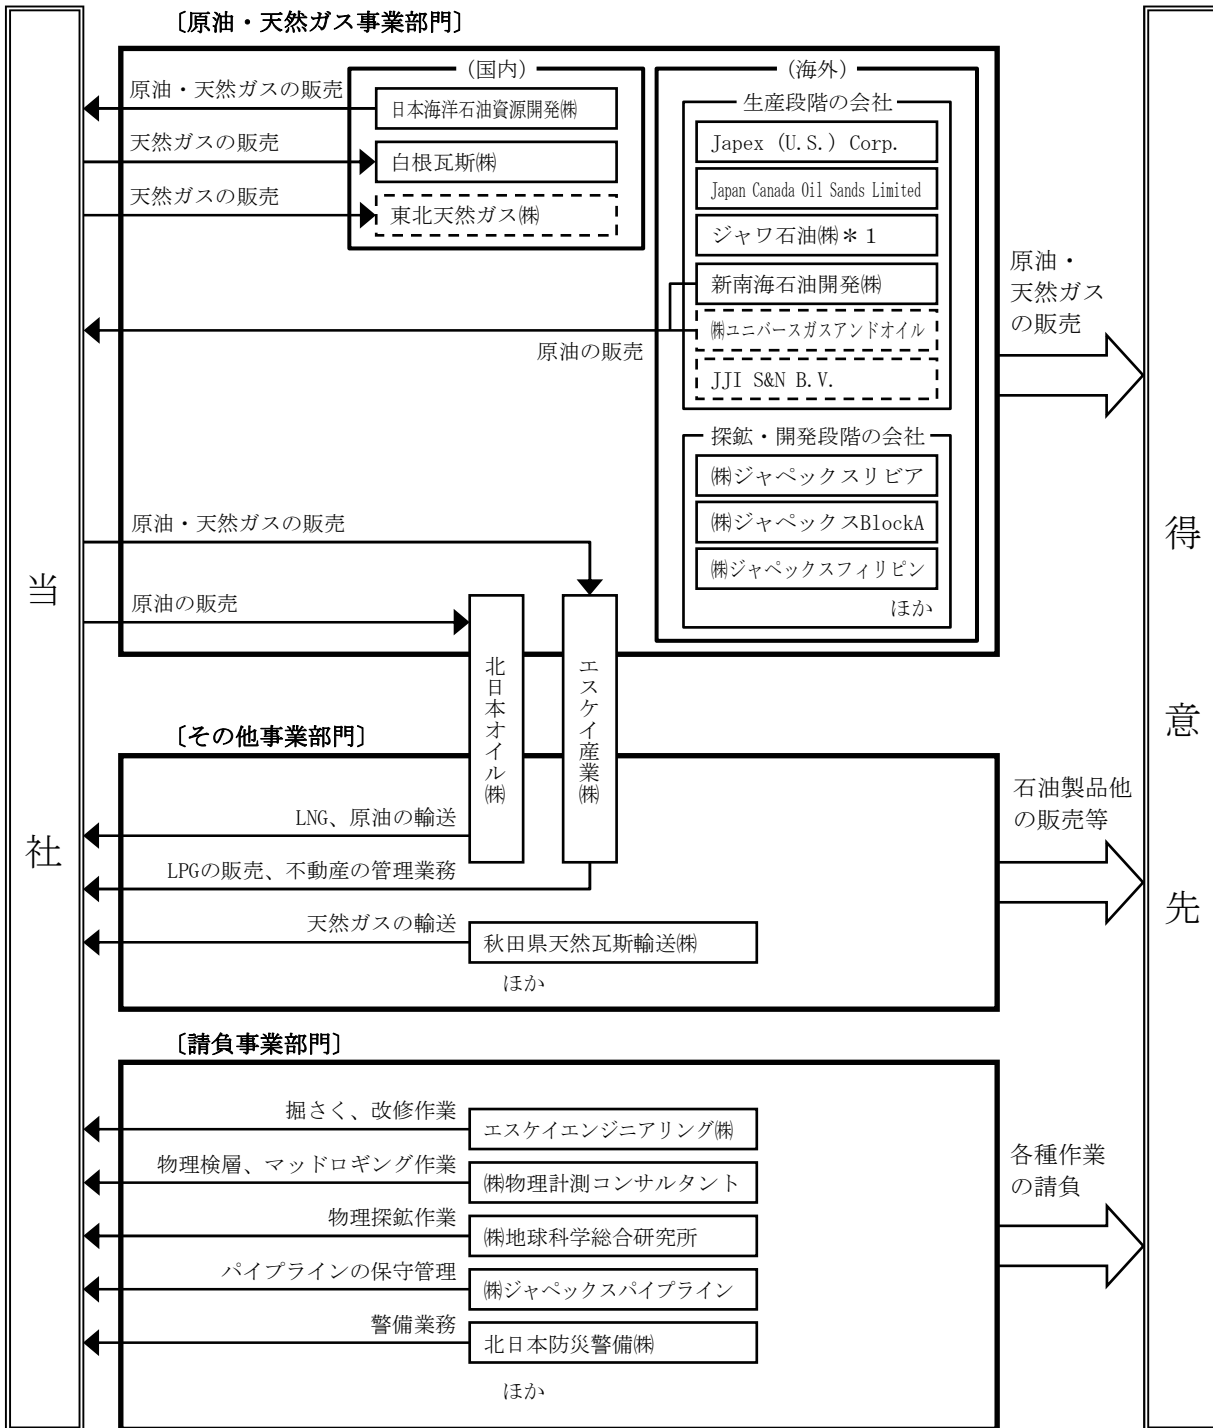 〔原油・天然ガス事業部門〕
（国内）
原油・天然ガスの販売
日本海洋石油資源開発㈱
天然ガスの販売
白根瓦斯㈱
天然ガスの販売
東北天然ガス㈱
（海外）
生産段階の会社
Japex (U.S.) Corp.
Japan Canada Oil Sands Limited
ジャワ石油㈱＊１
新南海石油開発㈱
㈱ユニバースガスアンドオイル
原油の販売
JJI S&N B.V.
探鉱・開発段階の会社
㈱ジャペックスリビア
㈱ジャペックスBlockA
㈱ジャペックスフィリピン
ほか
原油・
天然ガス
の販売
原油・天然ガスの販売
原油の販売
北日本オイル㈱
エスケイ産業㈱
当社
得意先
〔その他事業部門〕
LNG、原油の輸送
LPGの販売、不動産の管理業務
天然ガスの輸送
秋田県天然瓦斯輸送㈱
ほか
石油製品他
の販売等
〔請負事業部門〕
掘さく、改修作業
エスケイエンジニアリング㈱
物理検層、マッドロギング作業
㈱物理計測コンサルタント
物理探鉱作業
㈱地球科学総合研究所
パイプラインの保守管理
㈱ジャペックスパイプライン
警備業務
北日本防災警備㈱
ほか
各種作業
の請負